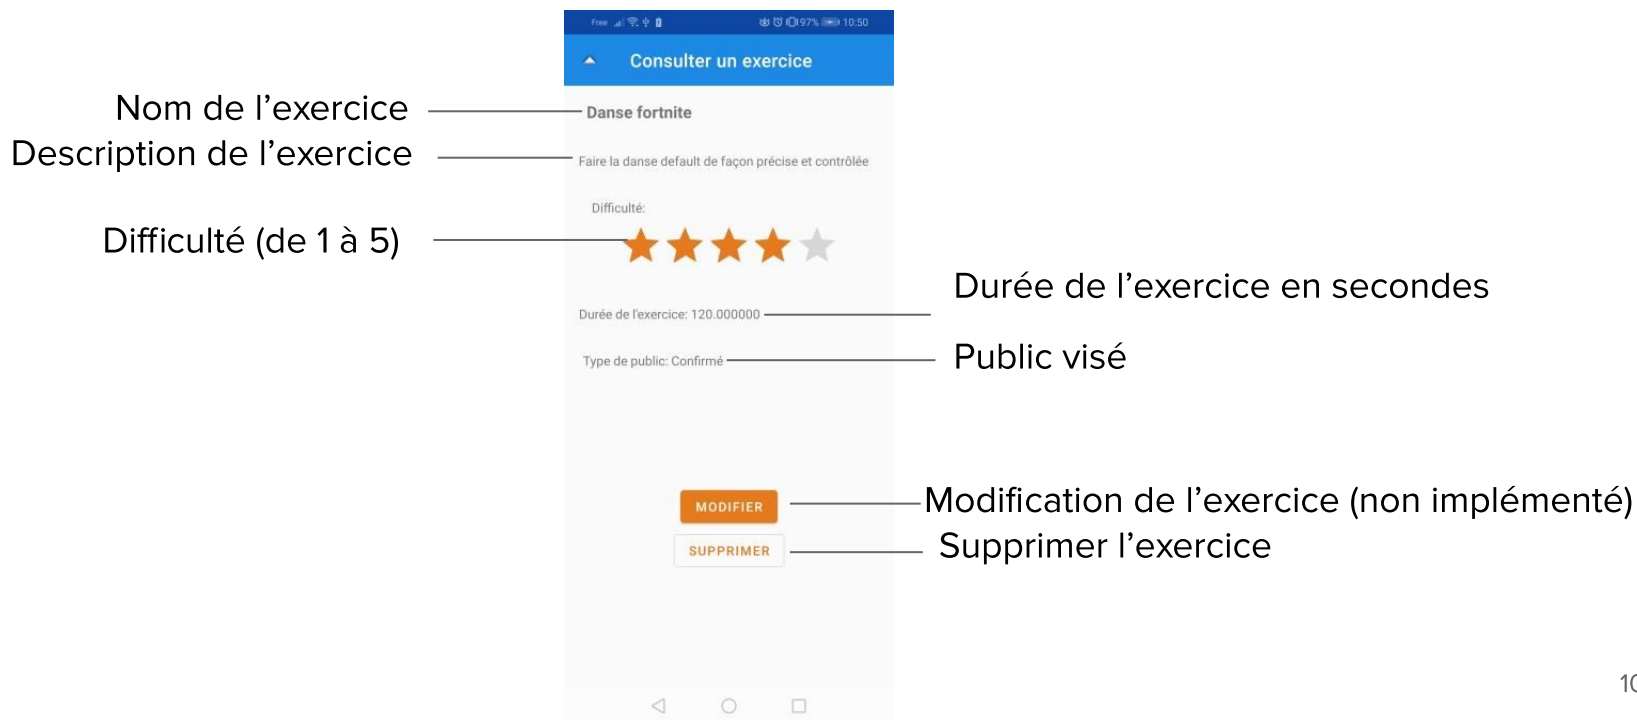 Free 97% 10:50
Consulter un exercice
Nom de l’exercice
Danse fortnite
Description de l’exercice
Faire la danse default de façon précise et contrôlée
Difficulté:
Difficulté (de 1 à 5)
Durée de l’exercice en secondes
Durée de l'exercice: 120.000000
Public visé
Type de public: Confirmé
Modification de l’exercice (non implémenté)
MODIFIER
Supprimer l’exercice
SUPPRIMER
10